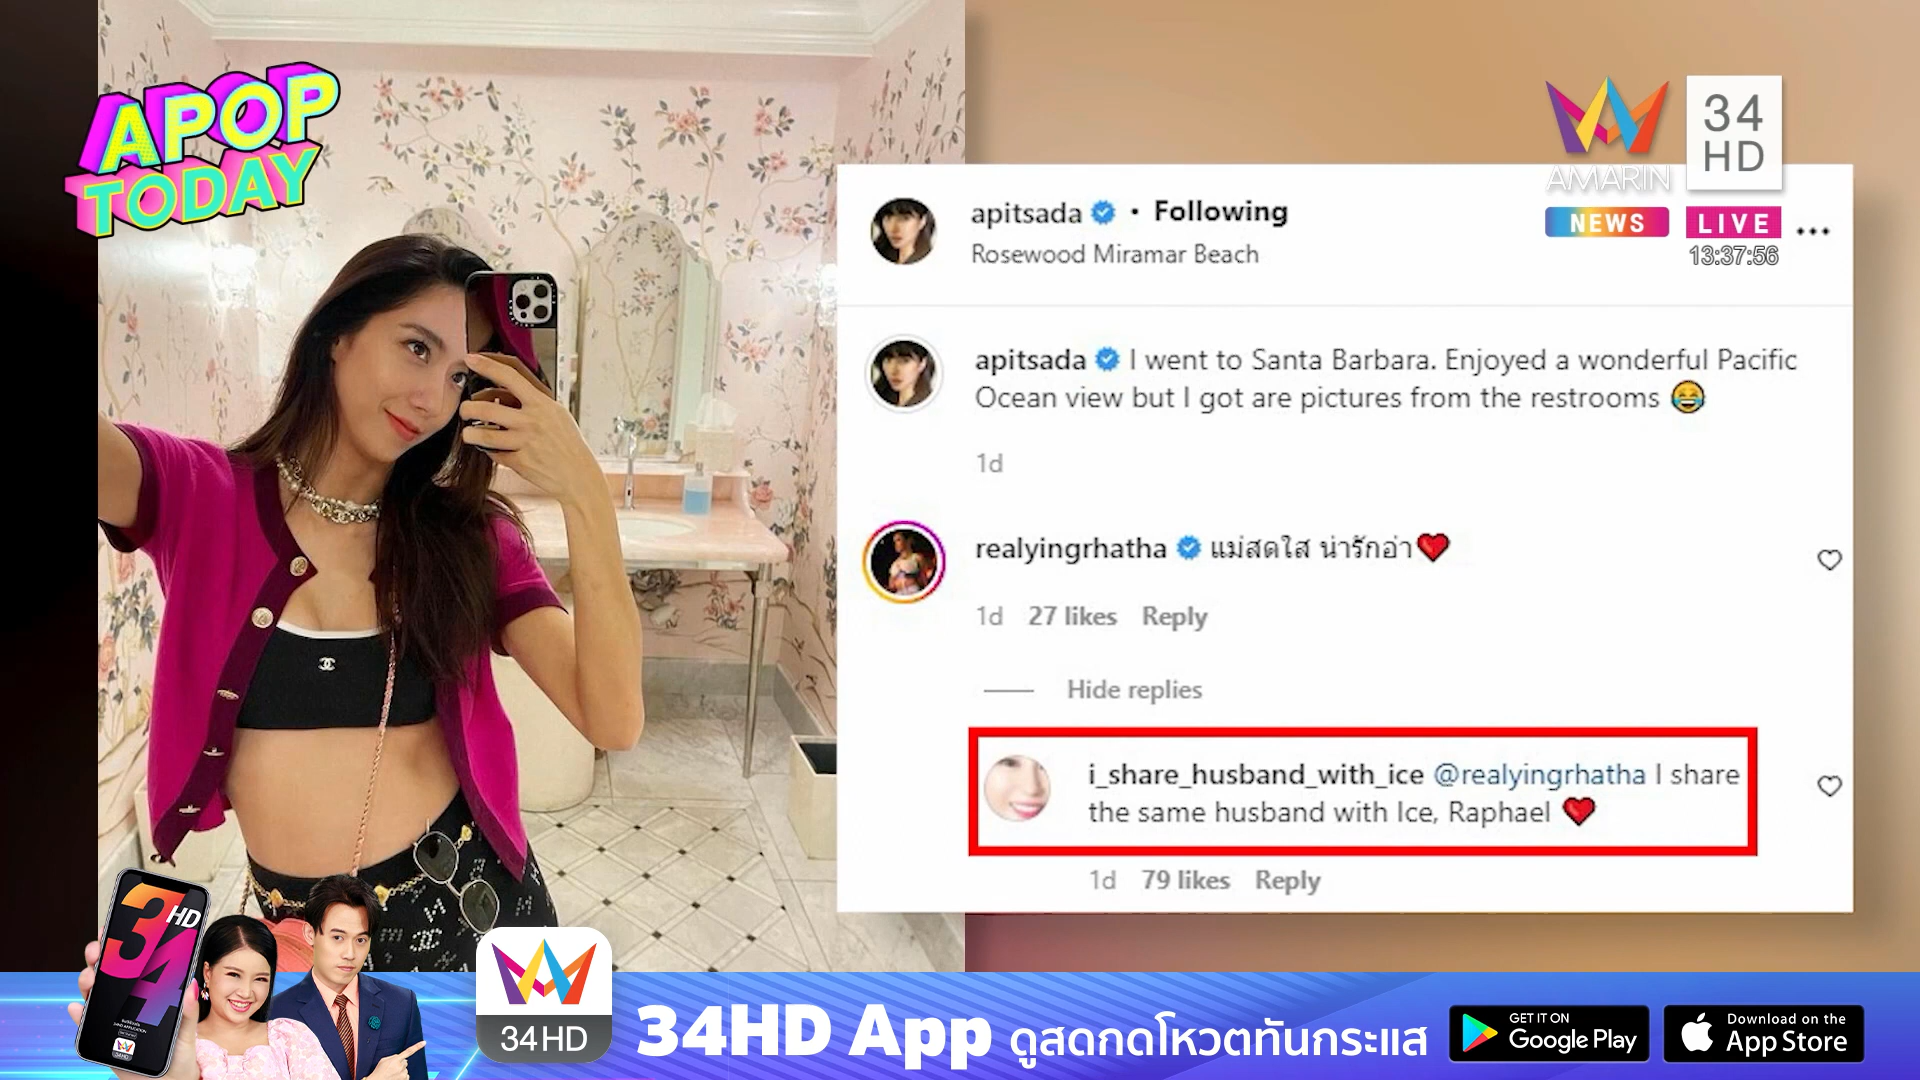 APOP
TODAY
AMARIN
34
HD
NEWS
LIVE
13:37:56
apitsada • Following
Rosewood Miramar Beach
apitsada I went to Santa Barbara. Enjoyed a wonderful Pacific
Ocean view but I got are pictures from the restrooms 😂
1d
realyingrhatha แม่สดใส น่ารักอ่า❤️
1d 27 likes Reply
Hide replies
i_share_husband_with_ice @realyingrhatha I share
the same husband with Ice, Raphael ❤️
1d 79 likes Reply
34
HD
34HD
34HD App ดูสดกดโหวตทันกระแส
GET IT ON
Google Play
Download on the
App Store